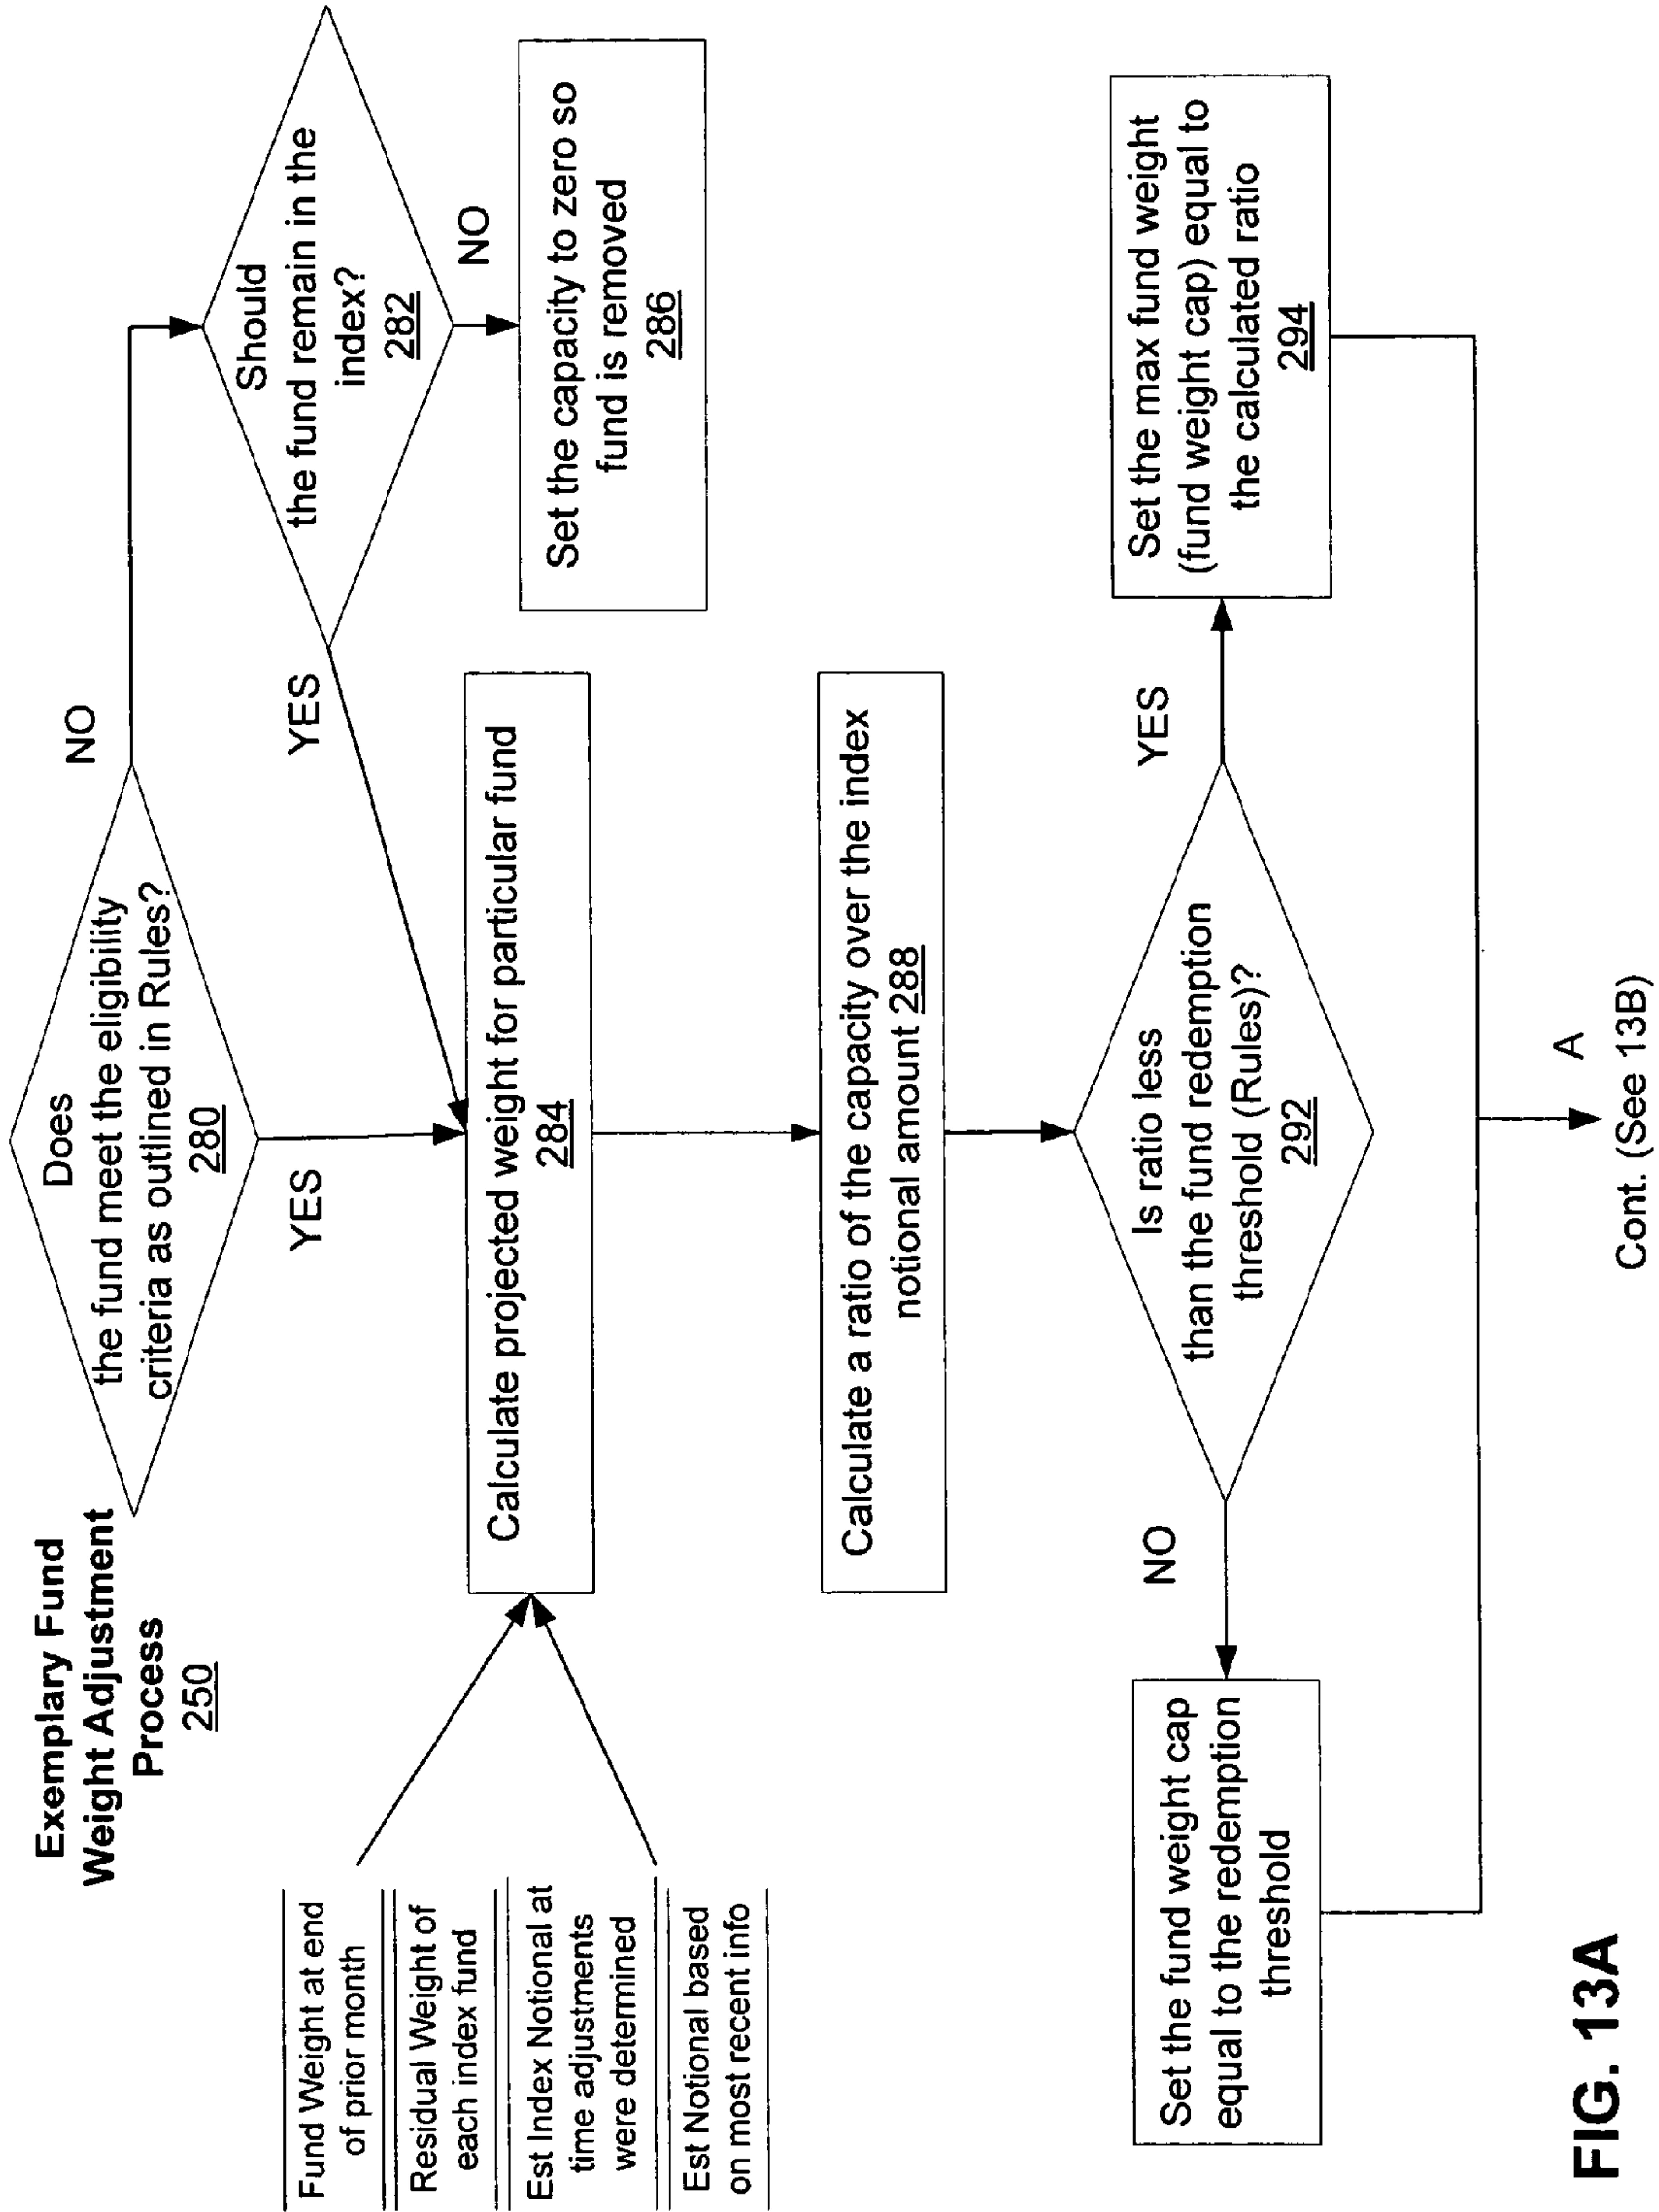 Exemplary Fund
Weight Adjustment
Process
250
Does
the fund meet the eligibility
criteria as outlined in Rules?
280
NO
YES
Should
the fund remain in the
index?
282
YES
NO
Set the capacity to zero so
fund is removed
286
Fund Weight at end
of prior month
Residual Weight of
each index fund
Est Index Notional at
time adjustments
were determined
Est Notional based
on most recent info
Calculate projected weight for particular fund
284
Calculate a ratio of the capacity over the index
notional amount 288
Is ratio less
than the fund redemption
threshold (Rules)?
292
NO
YES
Set the fund weight cap
equal to the redemption
threshold
Set the max fund weight
(fund weight cap) equal to
the calculated ratio
294
A
Cont. (See 13B)
FIG. 13A